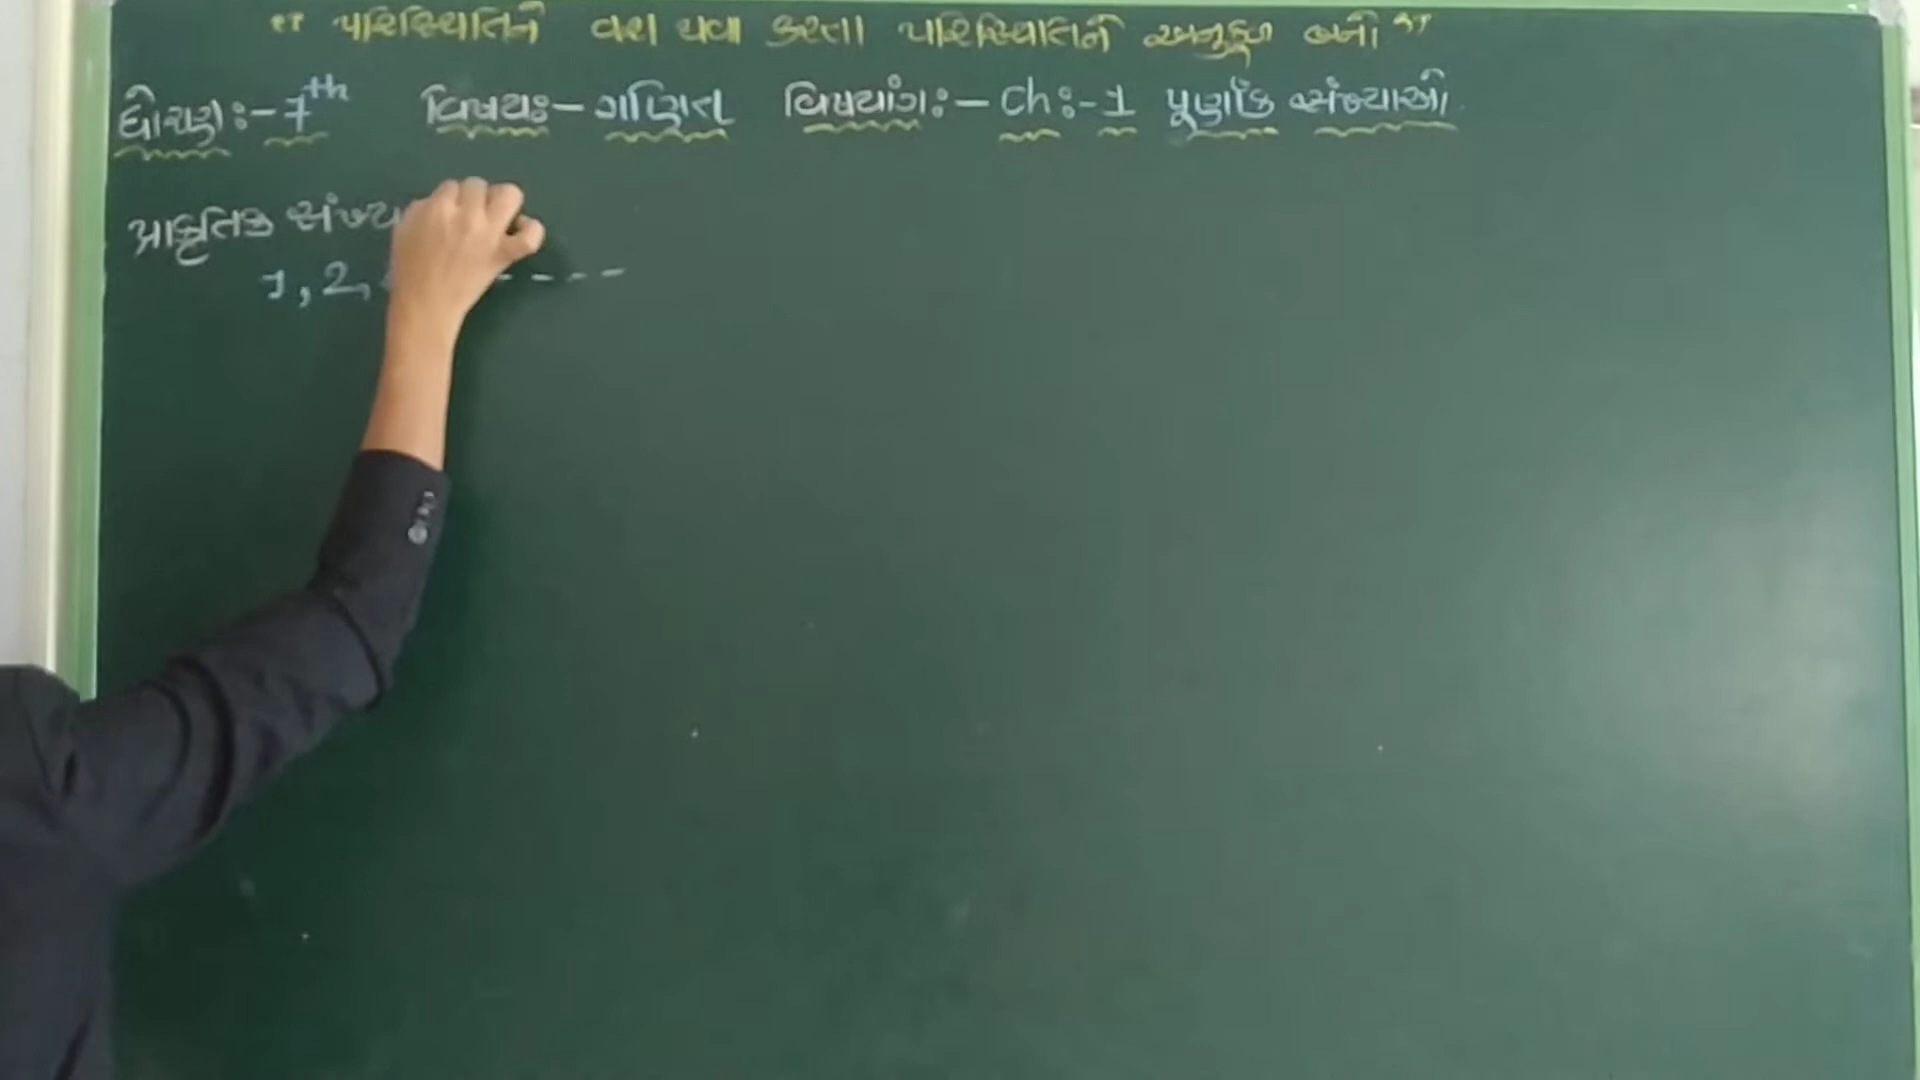 " પરિસ્થિતિને વશ થવા કરતા પરિસ્થિતિને અનુકૂળ બનો "
ધોરણ:- 7th વિષય:- ગણિત વિષયાંગ:- Ch:-1 પૂર્ણાંક સંખ્યાઓ
પ્રાકૃતિક
1, 2, ----